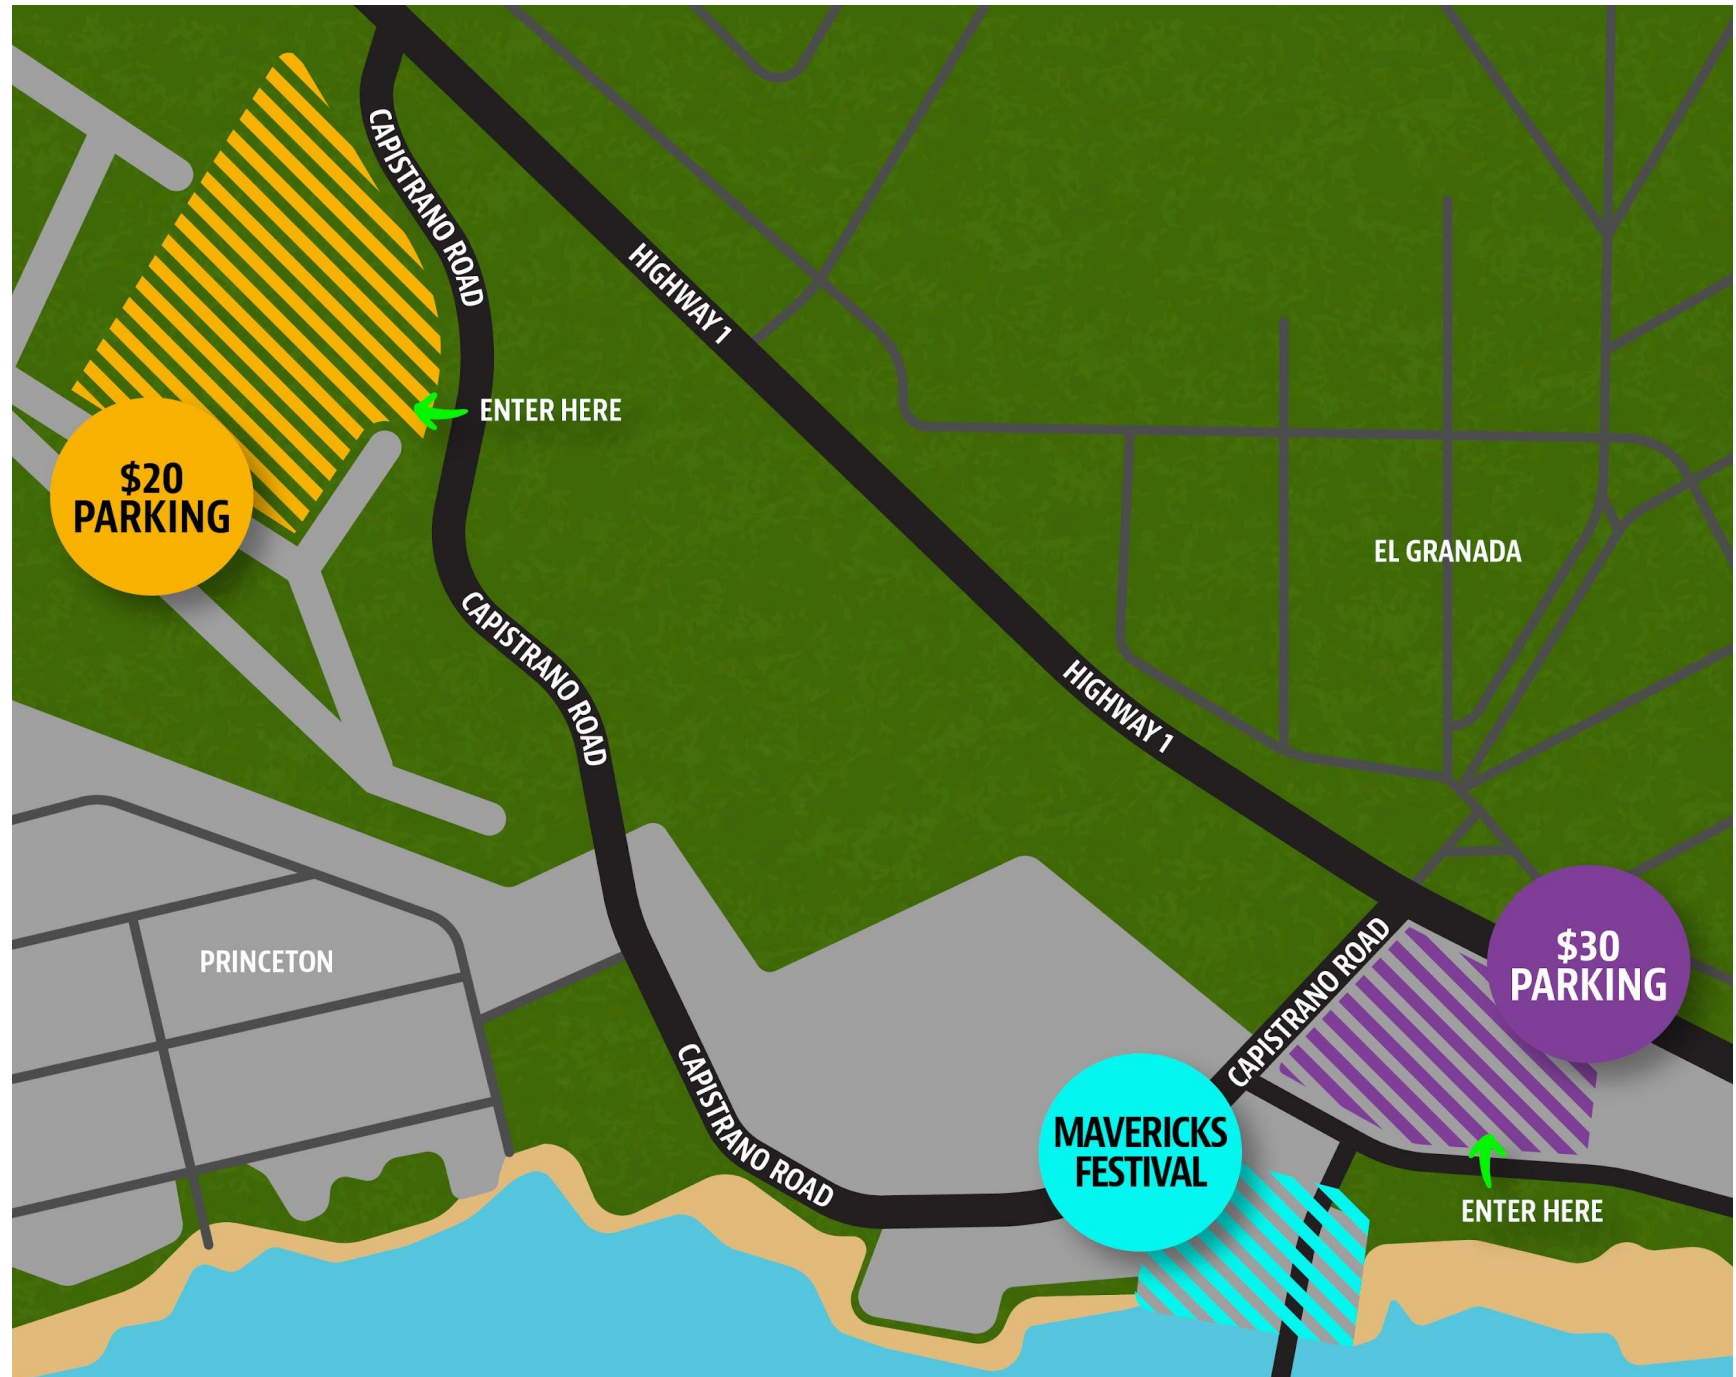 CAPISTRANO ROAD
HIGHWAY 1
ENTER HERE
$20
PARKING
EL GRANADA
CAPISTRANO ROAD
HIGHWAY 1
PRINCETON
CAPISTRANO ROAD
$30
PARKING
CAPISTRANO ROAD
MAVERICKS
FESTIVAL
ENTER HERE